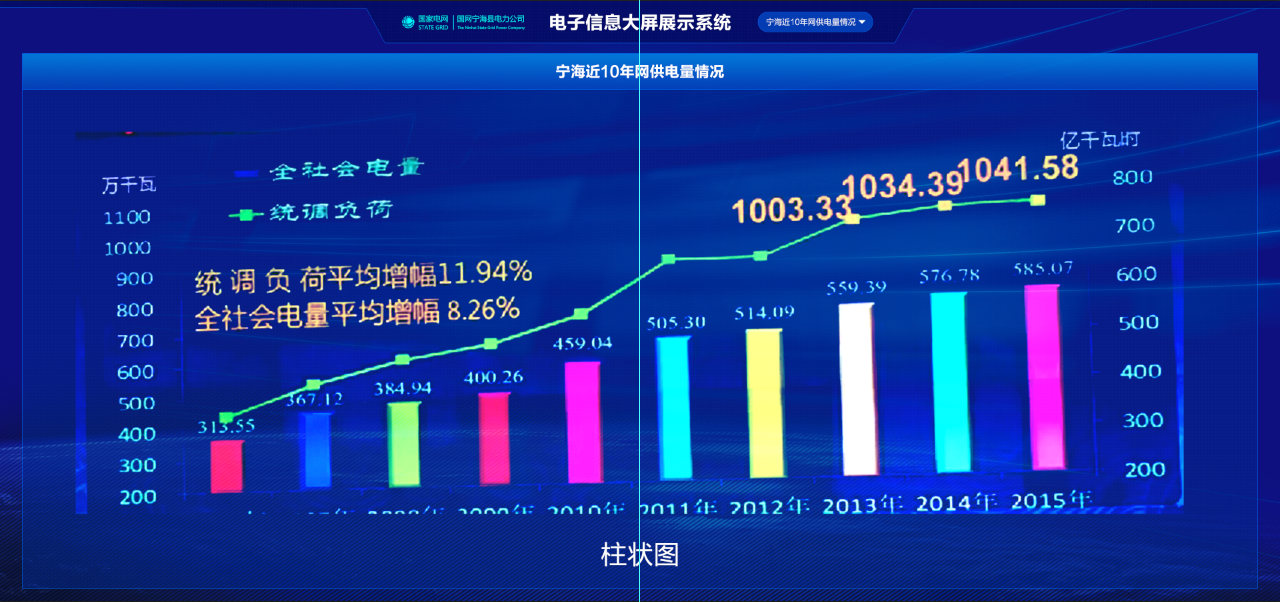 国家电网
STATE GRID
国网宁海县电力公司
The Ninhai State Grid Power Company
电子信息大屏展示系统
宁海近10年网供电量情况
宁海近10年网供电量情况
万千瓦
全社会电量
统调负荷
亿千瓦时
1003.33
1034.39
1041.58
统调负荷平均增幅11.94%
全社会电量平均增幅 8.26%
1100
1000
900
800
700
600
500
400
300
200
800
700
600
500
400
300
200
313.55
367.12
384.94
400.26
459.04
505.30
514.09
559.39
576.78
585.07
2008年
2009年
2010年
2011年
2012年
2013年
2014年
2015年
柱状图